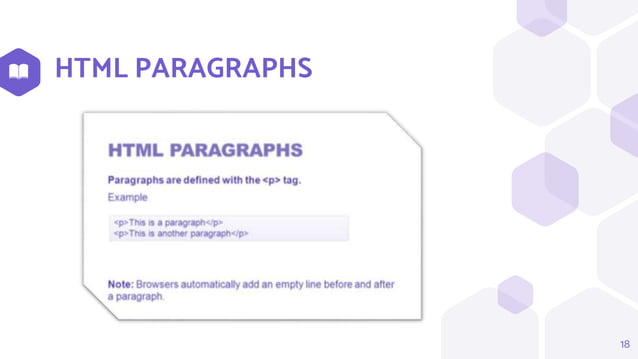 HTML PARAGRAPHS
HTML PARAGRAPHS
Paragraphs are defined with the <p> tag.
Example
<p>This is a paragraph</p>
<p>This is another paragraph</p>
Note: Browsers automatically add an empty line before and after
a paragraph.
18